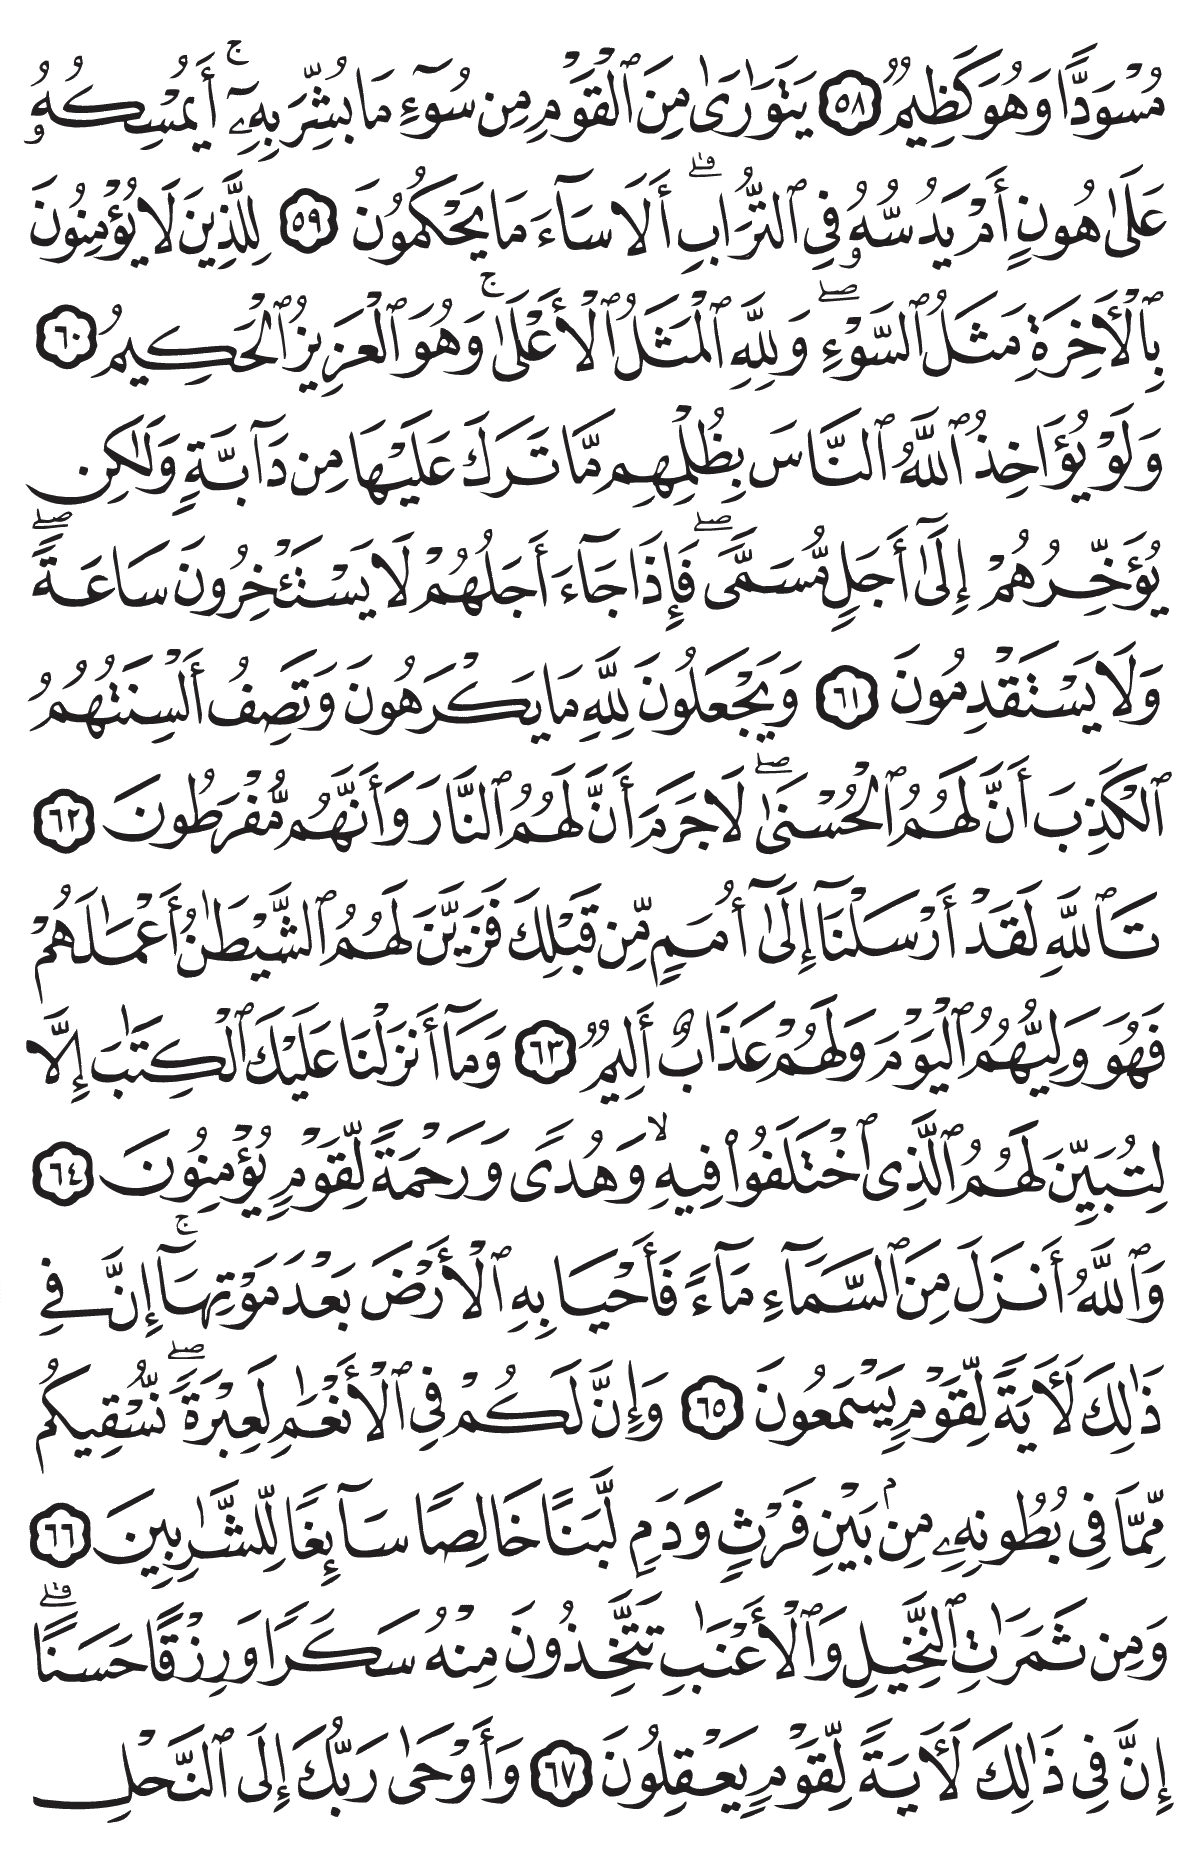 مُسْوَدًّا وَهُوَ كَظِيمٌ ٥٨ يَتَوَٰرَىٰ مِنَ ٱلْقَوْمِ مِن سُوٓءِ مَا بُشِّرَ بِهِۦٓ ۚ أَيُمْسِكُهُۥ
عَلَىٰ هُونٍ أَمْ يَدُسُّهُۥ فِى ٱلتُّرَابِ ۗ أَلَا سَآءَ مَا يَحْكُمُونَ ٥٩ لِلَّذِينَ لَا يُؤْمِنُونَ
بِٱلْأَخِرَةِ مَثَلُ ٱلسَّوْءِ ۖ وَلِلَّهِ ٱلْمَثَلُ ٱلْأَعْلَىٰ ۚ وَهُوَ ٱلْعَزِيزُ ٱلْحَكِيمُ ٦٠
وَلَوْ يُؤَاخِذُ ٱللَّهُ ٱلنَّاسَ بِظُلْمِهِم مَّا تَرَكَ عَلَيْهَا مِن دَآبَّةٍ وَلَٰكِن
يُؤَخِّرُهُمْ إِلَىٰٓ أَجَلٍ مُّسَمًّى ۖ فَإِذَا جَآءَ أَجَلُهُمْ لَا يَسْتَـْٔخِرُونَ سَاعَةً ۖ
وَلَا يَسْتَقْدِمُونَ ٦١ وَيَجْعَلُونَ لِلَّهِ مَا يَكْرَهُونَ وَتَصِفُ أَلْسِنَتُهُمُ
ٱلْكَذِبَ أَنَّ لَهُمُ ٱلْحُسْنَىٰ ۖ لَا جَرَمَ أَنَّ لَهُمُ ٱلنَّارَ وَأَنَّهُم مُّفْرَطُونَ ٦٢
تَٱللَّهِ لَقَدْ أَرْسَلْنَآ إِلَىٰٓ أُمَمٍ مِّن قَبْلِكَ فَزَيَّنَ لَهُمُ ٱلشَّيْطَٰنُ أَعْمَٰلَهُمْ
فَهُوَ وَلِيُّهُمُ ٱلْيَوْمَ وَلَهُمْ عَذَابٌ أَلِيمٌ ٦٣ وَمَآ أَنزَلْنَا عَلَيْكَ ٱلْكِتَٰبَ إِلَّا
لِتُبَيِّنَ لَهُمُ ٱلَّذِى ٱخْتَلَفُوا۟ فِيهِ ۙ وَهُدًى وَرَحْمَةً لِّقَوْمٍ يُؤْمِنُونَ ٦٤
وَٱللَّهُ أَنزَلَ مِنَ ٱلسَّمَآءِ مَآءً فَأَحْيَا بِهِ ٱلْأَرْضَ بَعْدَ مَوْتِهَآ ۚ إِنَّ فِى
ذَٰلِكَ لَأَيَةً لِّقَوْمٍ يَسْمَعُونَ ٦٥ وَإِنَّ لَكُمْ فِى ٱلْأَنْعَٰمِ لَعِبْرَةً ۖ نُّسْقِيكُم
مِّمَّا فِى بُطُونِهِۦ مِنۢ بَيْنِ فَرْثٍ وَدَمٍ لَّبَنًا خَالِصًا سَآئِغًا لِّلشَّٰرِبِينَ ٦٦
وَمِن ثَمَرَٰتِ ٱلنَّخِيلِ وَٱلْأَعْنَٰبِ تَتَّخِذُونَ مِنْهُ سَكَرًا وَرِزْقًا حَسَنًا ۗ
إِنَّ فِى ذَٰلِكَ لَأَيَةً لِّقَوْمٍ يَعْقِلُونَ ٦٧ وَأَوْحَىٰ رَبُّكَ إِلَى ٱلنَّحْلِ